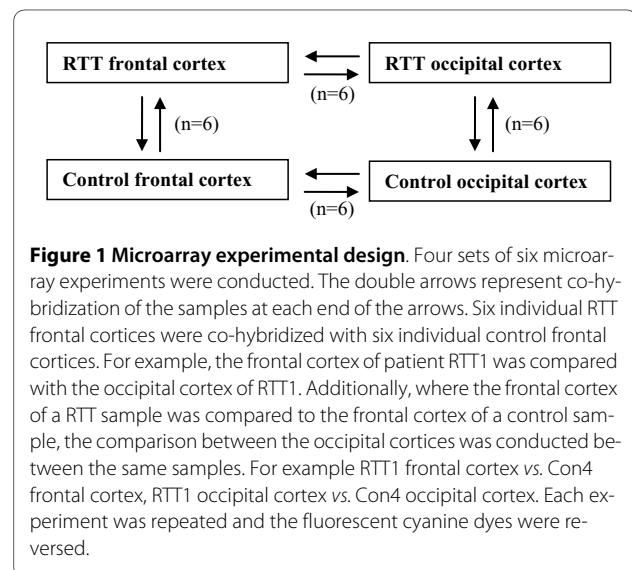 RTT frontal cortex
RTT occipital cortex
(n=6)
(n=6)
(n=6)
Control frontal cortex
Control occipital cortex
(n=6)
Figure 1 Microarray experimental design. Four sets of six microar-
ray experiments were conducted. The double arrows represent co-hy-
bridization of the samples at each end of the arrows. Six individual RTT
frontal cortices were co-hybridized with six individual control frontal
cortices. For example, the frontal cortex of patient RTT1 was compared
with the occipital cortex of RTT1. Additionally, where the frontal cortex
of a RTT sample was compared to the frontal cortex of a control sam-
ple, the comparison between the occipital cortices was conducted be-
tween the same samples. For example RTT1 frontal cortex vs. Con4
frontal cortex, RTT1 occipital cortex vs. Con4 occipital cortex. Each ex-
periment was repeated and the fluorescent cyanine dyes were re-
versed.